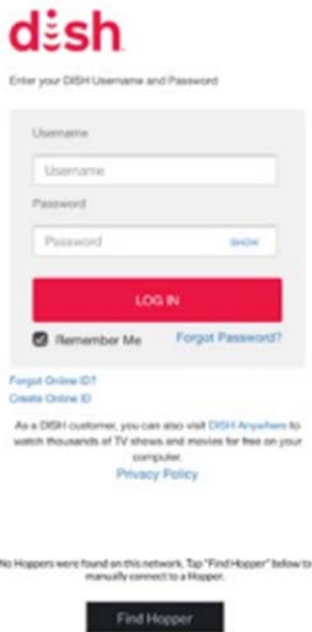 dish
Enter your DISH Username and Password
Username
Username
Password
Password SHOW
LOG IN
Remember Me Forgot Password?
Forgot Online ID?
Create Online ID
As a DISH customer, you can also visit DISH Anywhere to
watch thousands of TV shows and movies for free on your
computer.
Privacy Policy
No Hoppers were found on this network. Tap "Find Hopper" below to
manually connect to a Hopper.
Find Hopper